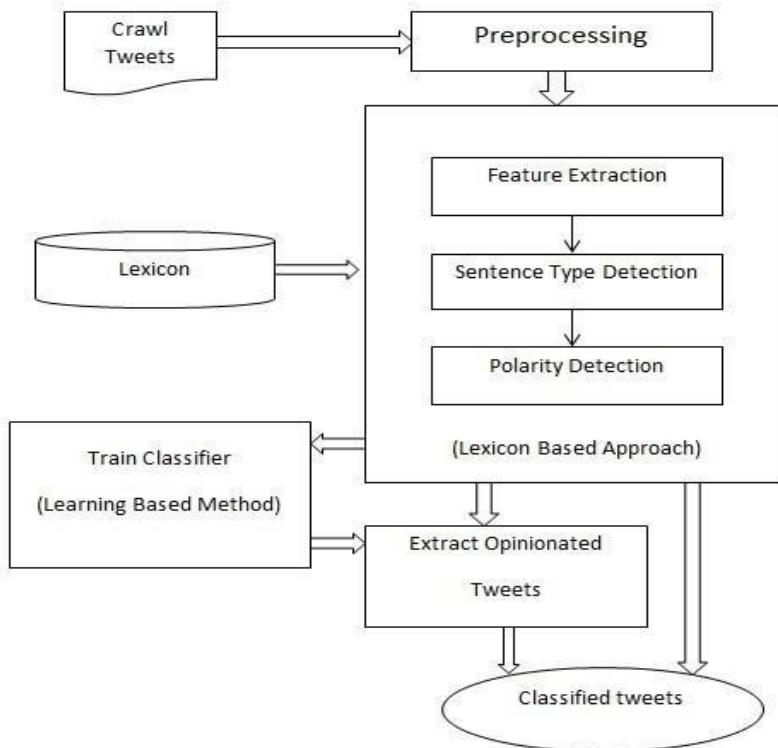 Crawl
Tweets
Preprocessing
Feature Extraction
Lexicon
Sentence Type Detection
Polarity Detection
(Lexicon Based Approach)
Train Classifier
(Learning Based Method)
Extract Opinionated
Tweets
Classified tweets